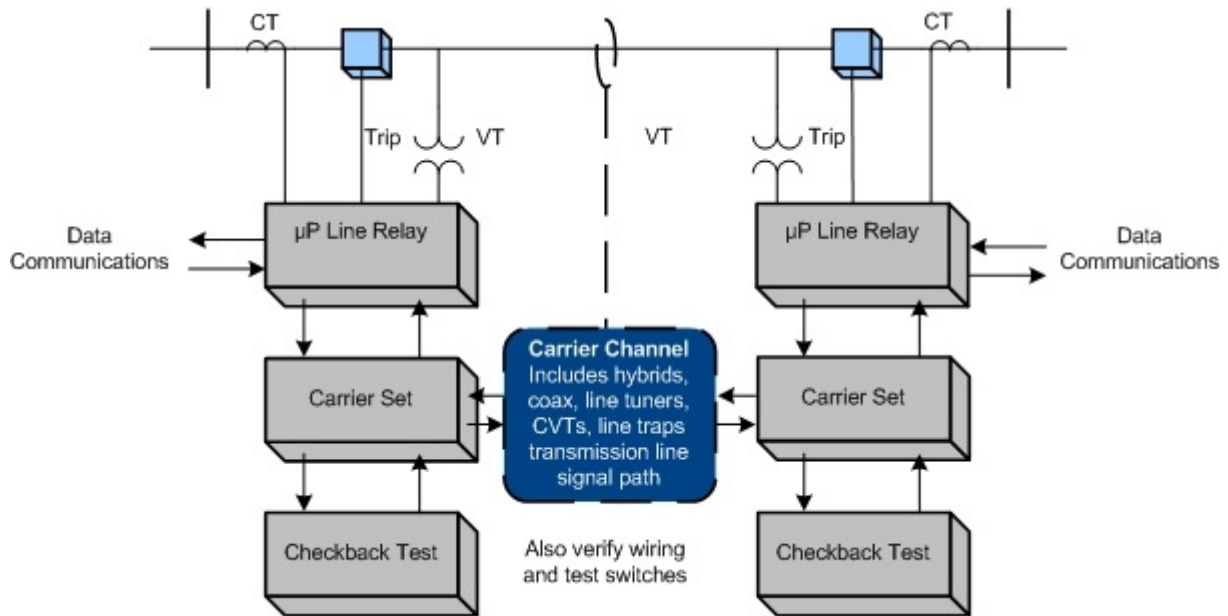 CT
CT
Trip
VT
VT
Trip
µP Line Relay
µP Line Relay
Data
Communications
Data
Communications
Carrier Set
Carrier Channel
Includes hybrids,
coax, line tuners,
CVTs, line traps
transmission line
signal path
Carrier Set
Checkback Test
Also verify wiring
and test switches
Checkback Test